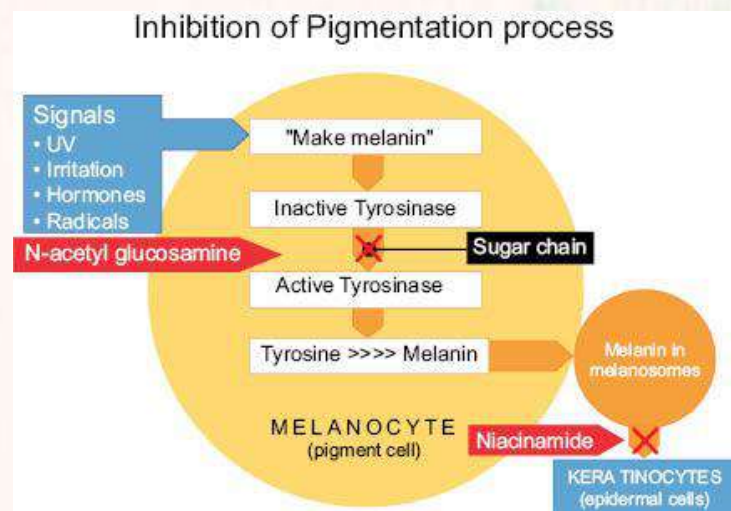 Inhibition of Pigmentation process
Signals
• UV
• Irritation
• Hormones
• Radicals
"Make melanin"
Inactive Tyrosinase
N-acetyl glucosamine
Sugar chain
Active Tyrosinase
Tyrosine >>>> Melanin
Melanin in
melanosomes
MELANOCYTE
(pigment cell)
Niacinamide
KERA TINOCYTES
(epidermal cells)